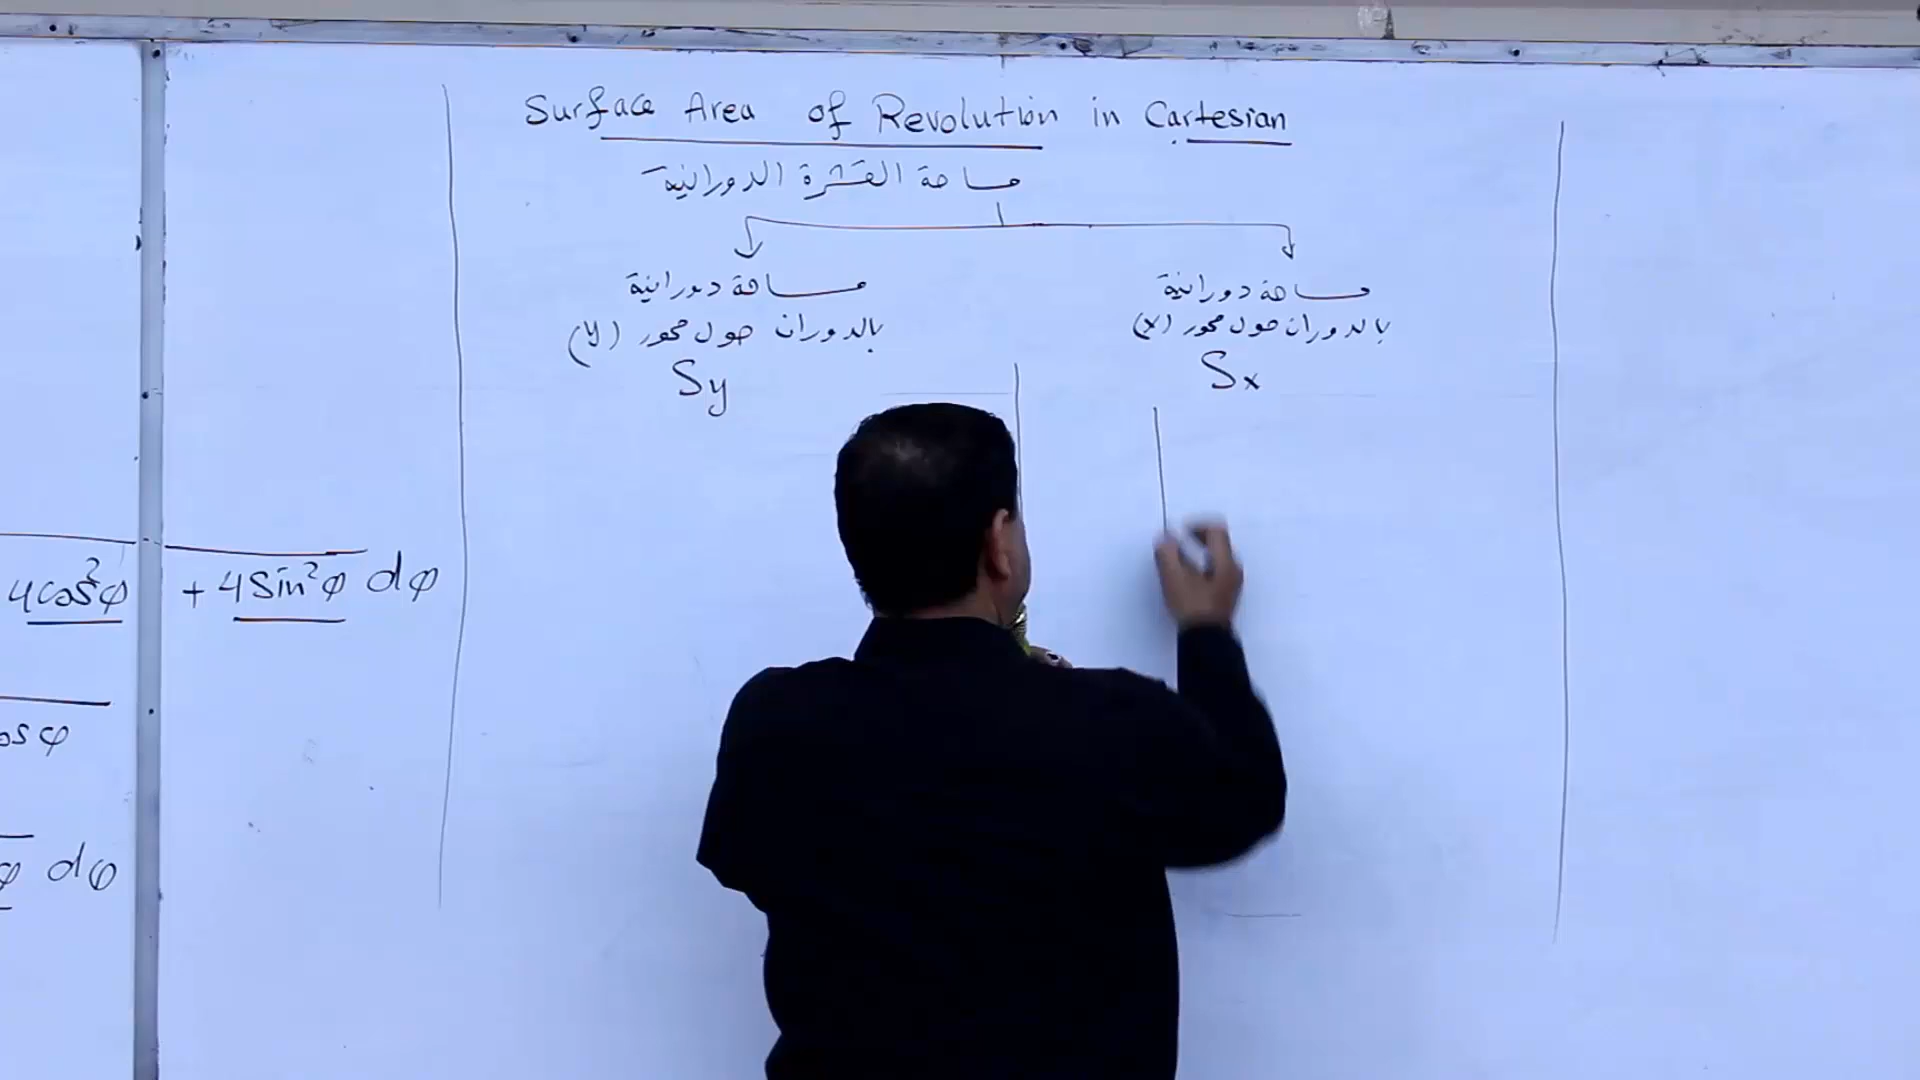 Surface Area of Revolution in Cartesian
مساحة القشرة الدورانية
مساحة دورانية
بالدوران حول محور (y)
Sy
مساحة دورانية
بالدوران حول محور (x)
Sx
4cos²φ + 4Sin²φ dφ
φ dφ